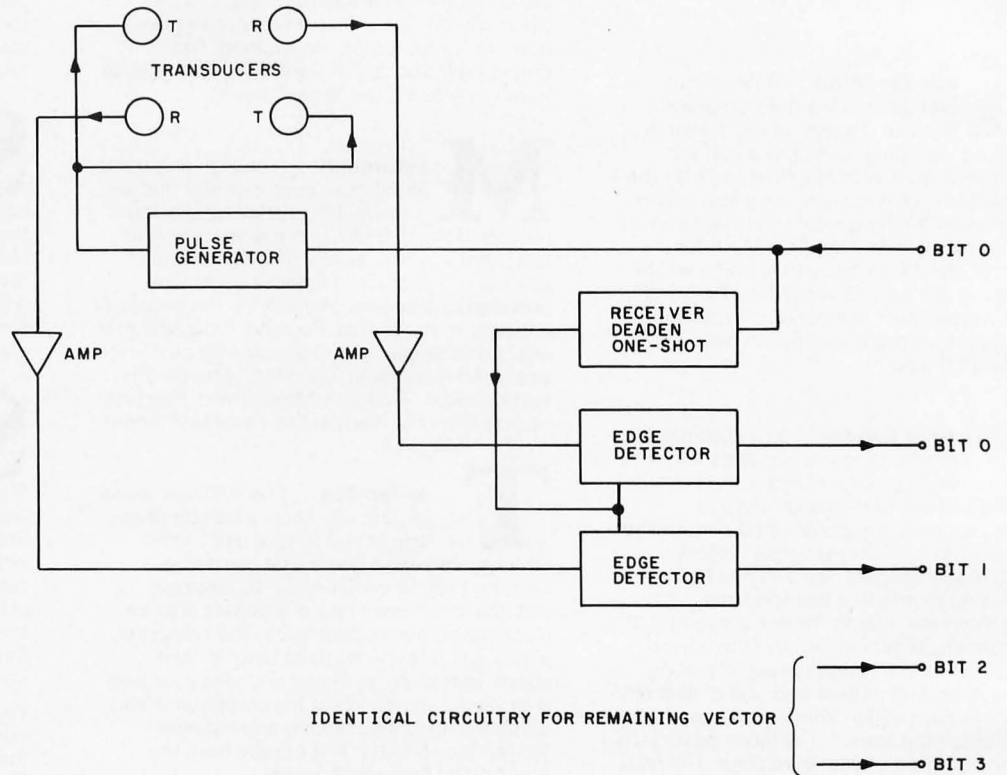 T
R
TRANSDUCERS
R
T
PULSE
GENERATOR
BIT 0
RECEIVER
DEADEN
ONE-SHOT
AMP
AMP
EDGE
DETECTOR
BIT 0
EDGE
DETECTOR
BIT 1
BIT 2
IDENTICAL CIRCUITRY FOR REMAINING VECTOR
BIT 3